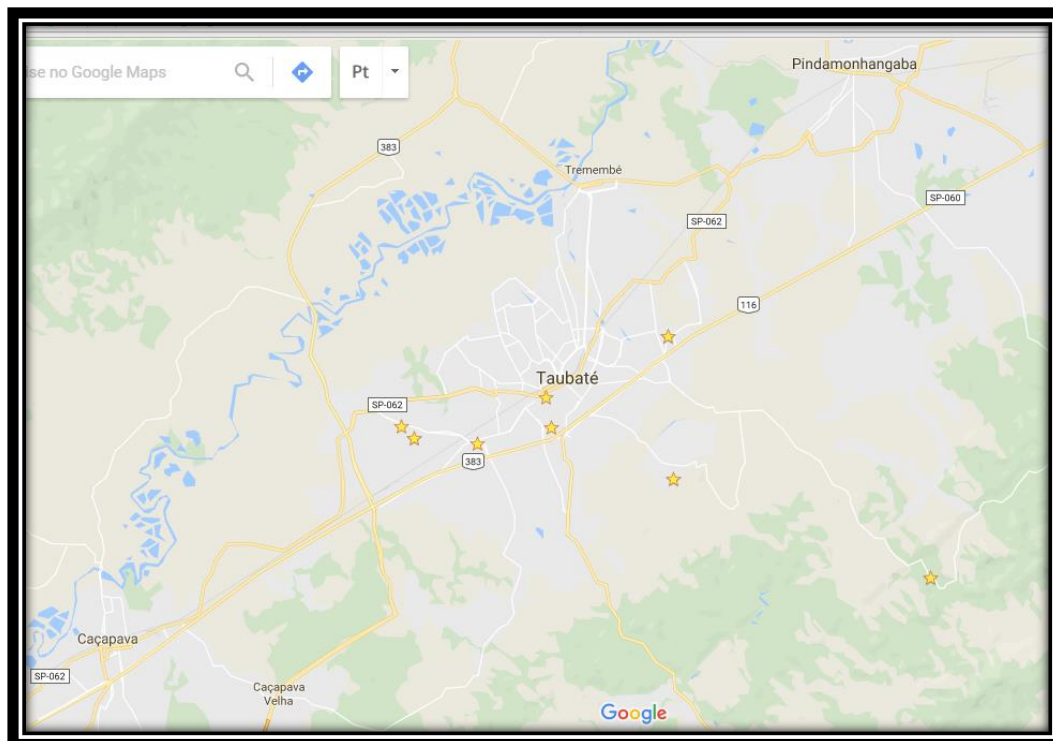 se no Google Maps
Pt
Pindamonhangaba
383
Tremembé
SP-060
SP-062
116
Taubaté
SP-062
383
Caçapava
SP-062
Caçapava
Velha
Google